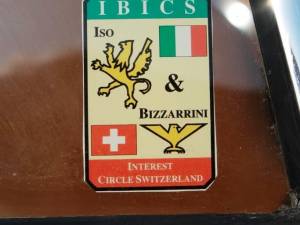 IBICS
ISO
&
BIZZARRINI
INTEREST
CIRCLE SWITZERLAND